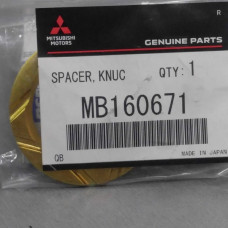 R
MITSUBISHI
MOTORS
GENUINE PARTS
SPACER, KNUC QTY: 1
MB160671
QB
MADE IN JAPAN